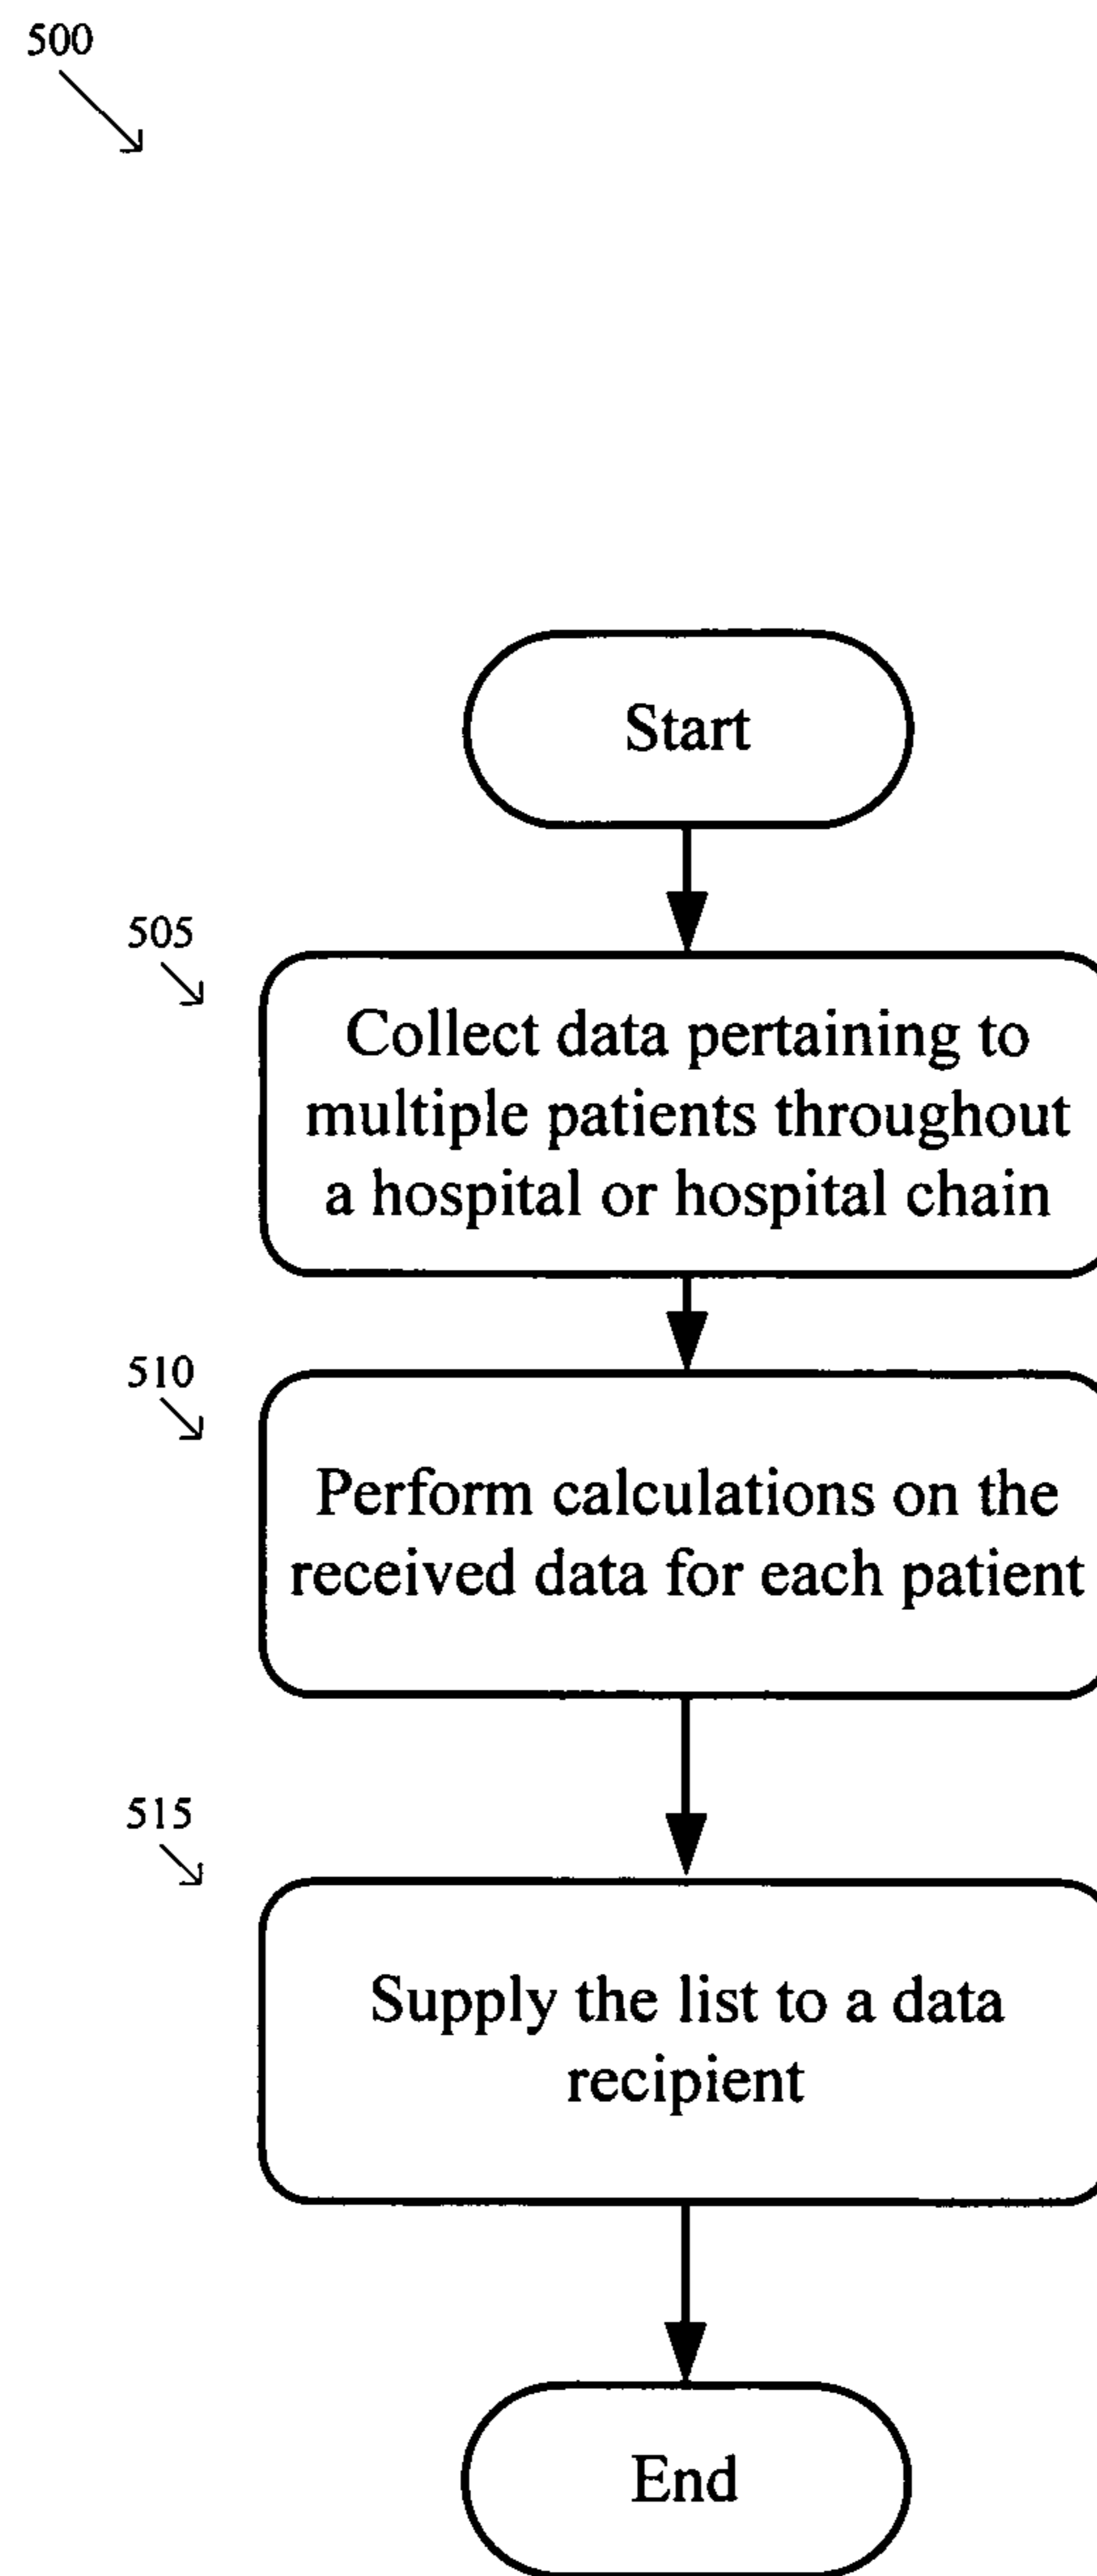 500
Start
505
Collect data pertaining to
multiple patients throughout
a hospital or hospital chain
510
Perform calculations on the
received data for each patient
515
Supply the list to a data
recipient
End